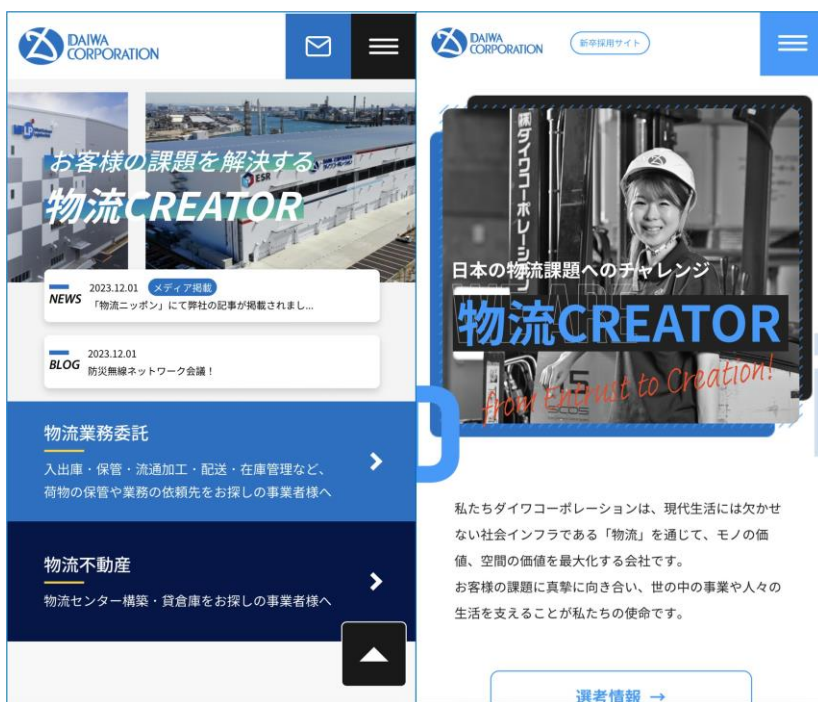 DAIWA
CORPORATION
お客様の課題を解決する
物流CREATOR
NEWS
2023.12.01 メディア掲載
「物流ニッポン」にて弊社の記事が掲載されまし...
BLOG
2023.12.01
防災無線ネットワーク会議！
物流業務委託
入出庫・保管・流通加工・配送・在庫管理など、
荷物の保管や業務の依頼先をお探しの事業者様へ
物流不動産
物流センター構築・貸倉庫をお探しの事業者様へ
ESR
DAIWA
CORPORATION
新卒採用サイト
㈱ダイワコーポレーション
日本の物流課題へのチャレンジ
物流CREATOR
from Entrust to Creation!
私たちダイワコーポレーションは、現代生活には欠かせ
ない社会インフラである「物流」を通じて、モノの価
値、空間の価値を最大化する会社です。
お客様の課題に真摯に向き合い、世の中の事業や人々の
生活を支えることが私たちの使命です。
選考情報 →